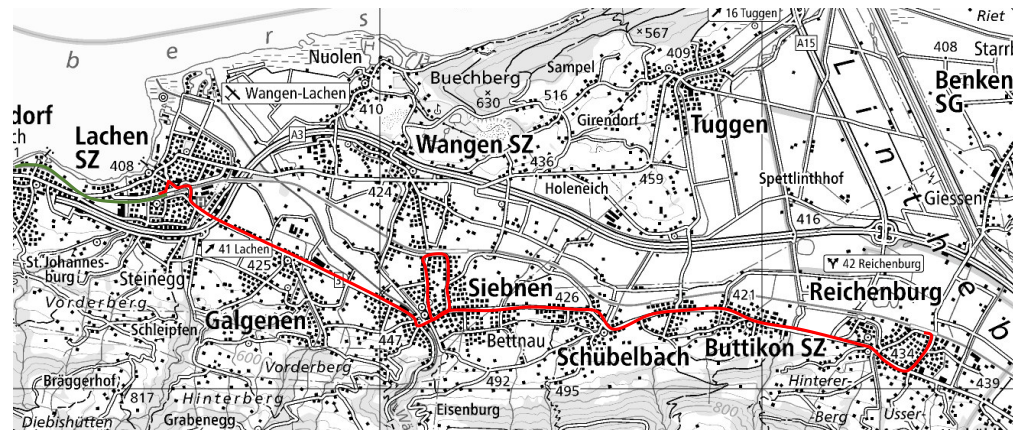 s
r
e
b
16 Tuggen
567
Riet
408
Starr
Nuolen
409
A15
Sampel
Buechberg
Benken
SG
516
630
Wangen-Lachen
410
Girendorf
Tuggen
L
i
n
t
h
e
b
dorf
Lachen
SZ
A3
Wangen SZ
408
436
459
Holeneich
Spettlinthhof
424
Giessen
416
41 Lachen
42 Reichenburg
St. Johannes-
burg
Steinegg
425
Siebnen
426
421
Reichenburg
Vorderberg
Galgenen
Schleipfen
447
Bettnau
Schübelbach
Buttikon SZ
434
6000
Vorderberg
Bräggerhof
492
495
Hinterer-
439
Hinterberg
817
Eisenburg
800
Berg
Usser-
Diebishütten
Grabenegg